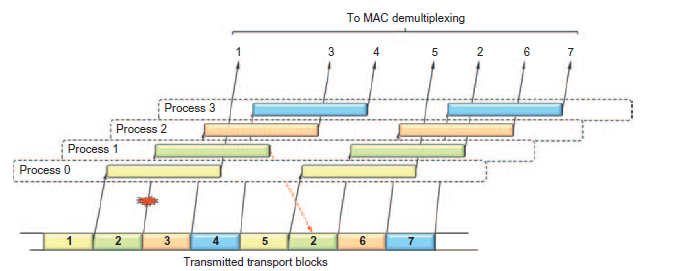 To MAC demultiplexing
1 3 4 5 2 6 7
Process 3
Process 2
Process 1
Process 0
1 2 3 4 5 2 6 7
Transmitted transport blocks